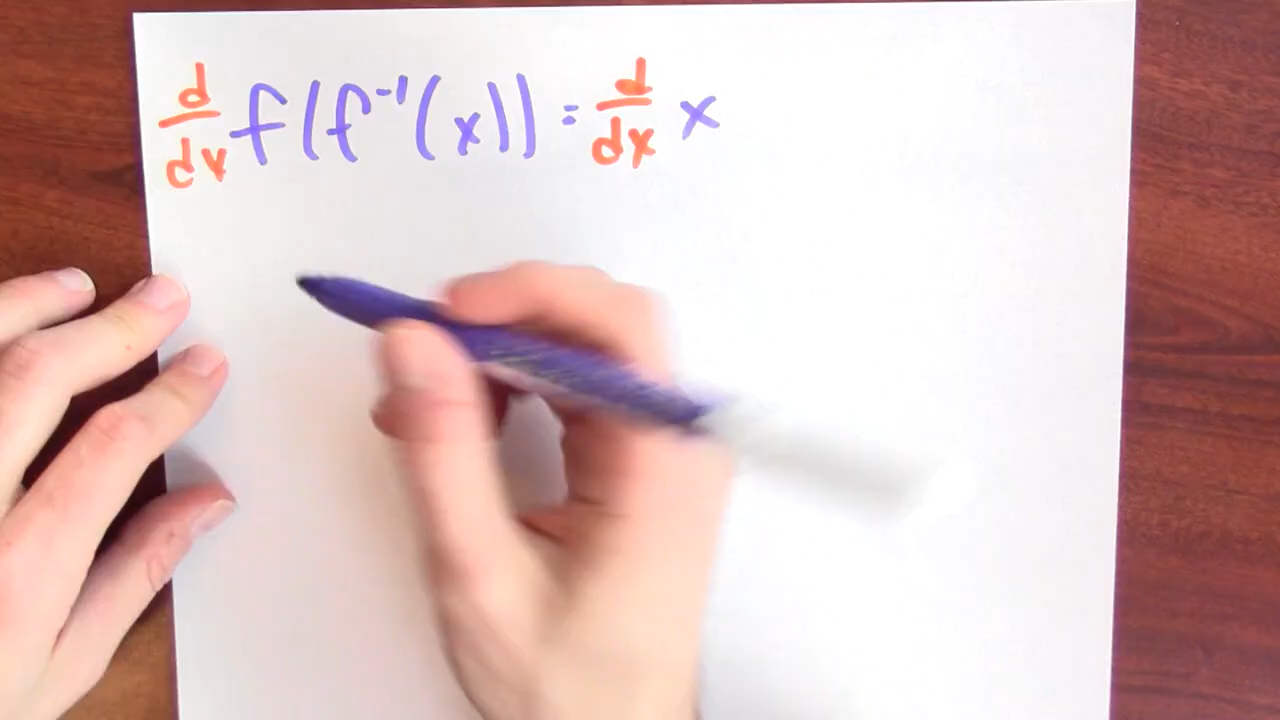 d/dx f(f⁻¹(x)) = d/dx x